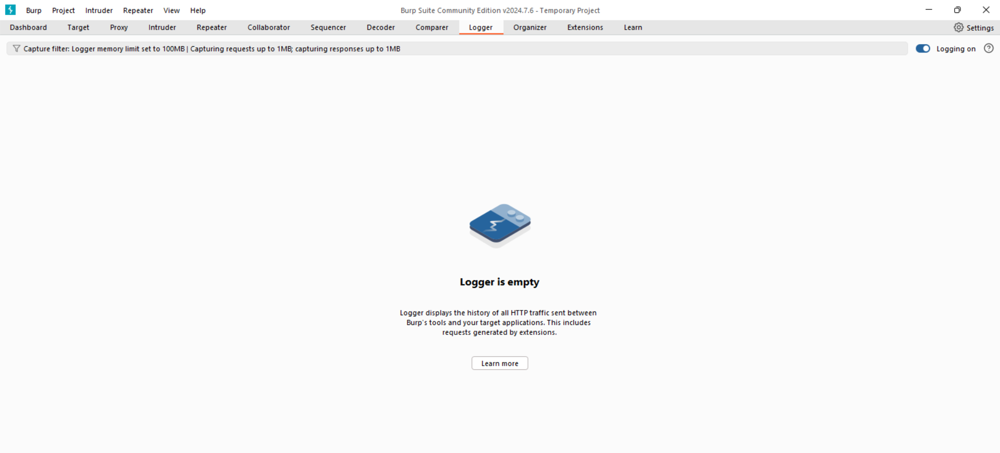 Burp Project Intruder Repeater View Help Burp Suite Community Edition v2024.7.6 - Temporary Project
Dashboard Target Proxy Intruder Repeater Collaborator Sequencer Decoder Comparer Logger Organizer Extensions Learn Settings
Capture filter: Logger memory limit set to 100MB | Capturing requests up to 1MB; capturing responses up to 1MB Logging on
Logger is empty
Logger displays the history of all HTTP traffic sent between
Burp's tools and your target applications. This includes
requests generated by extensions.
Learn more